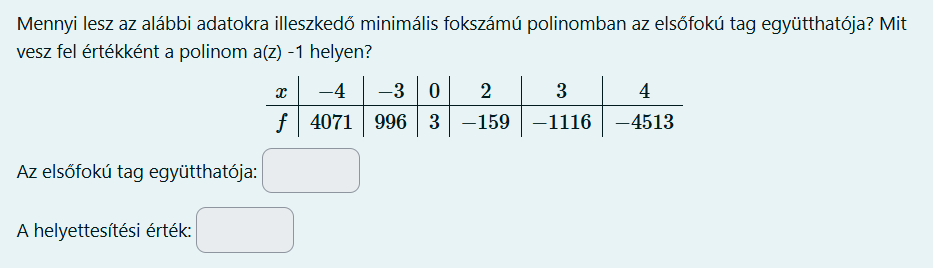 Mennyi lesz az alábbi adatokra illeszkedő minimális fokszámú polinomban az elsőfokú tag együtthatója? Mit
vesz fel értékként a polinom a(z) -1 helyen?
x −4 −3 0 2 3 4
f 4071 996 3 −159 −1116 −4513
Az elsőfokú tag együtthatója:
A helyettesítési érték: